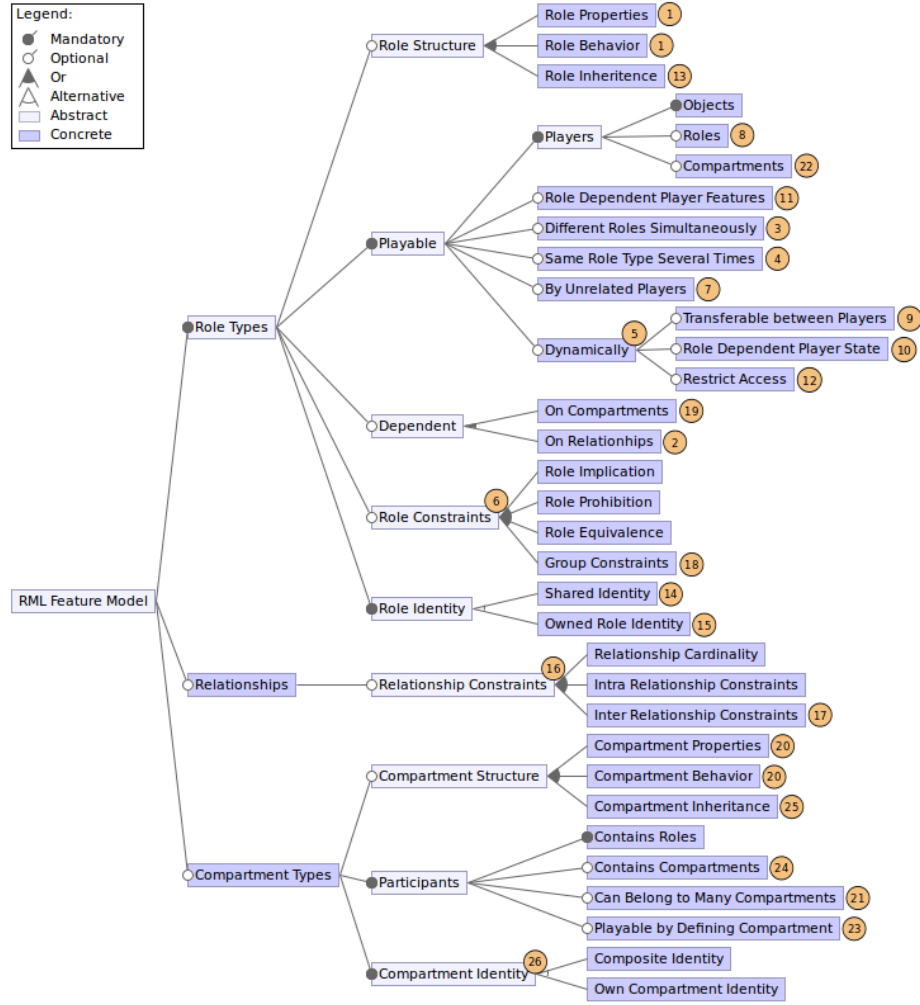 Legend:
Mandatory
Optional
Or
Alternative
Abstract
Concrete
Role Properties 1
Role Structure
Role Behavior 1
Role Inheritence 13
Objects
Players
Roles 8
Compartments 22
Role Dependent Player Features 11
Different Roles Simultaneously 3
Playable
Same Role Type Several Times 4
By Unrelated Players 7
Role Types
Transferable between Players 9
5
Dynamically
Role Dependent Player State 10
Restrict Access 12
On Compartments 19
Dependent
On Relationhips 2
Role Implication
6
Role Constraints
Role Prohibition
Role Equivalence
Group Constraints 18
RML Feature Model
Shared Identity 14
Role Identity
Owned Role Identity 15
Relationship Cardinality
16
Relationships
Relationship Constraints
Intra Relationship Constraints
Inter Relationship Constraints 17
Compartment Properties 20
Compartment Structure
Compartment Behavior 20
Compartment Inheritance 25
Contains Roles
Compartment Types
Participants
Contains Compartments 24
Can Belong to Many Compartments 21
Playable by Defining Compartment 23
26
Compartment Identity
Composite Identity
Own Compartment Identity